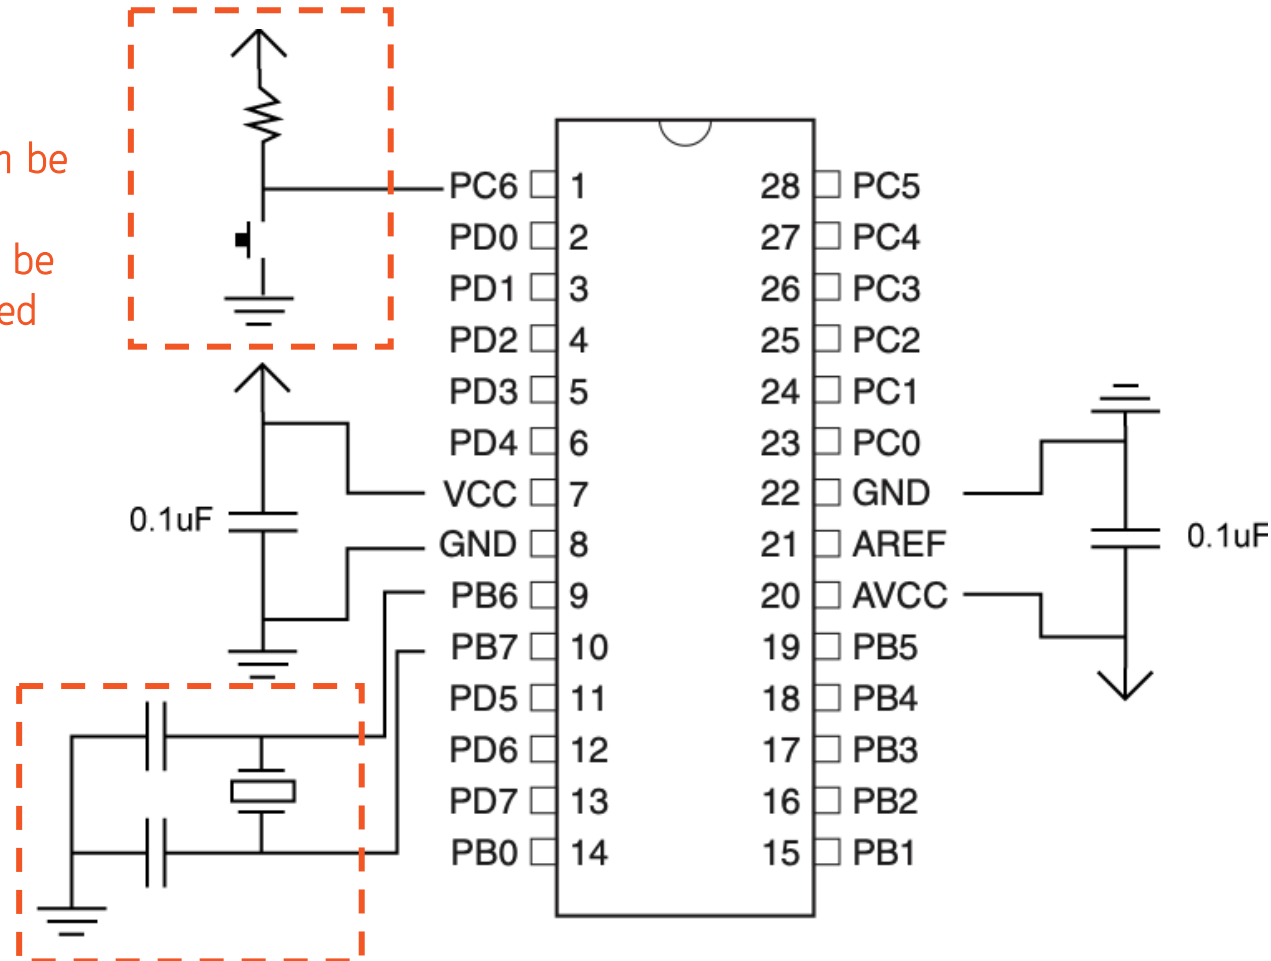 be
be
PC6 1 28 PC5
PD0 2 27 PC4
PD1 3 26 PC3
PD2 4 25 PC2
PD3 5 24 PC1
PD4 6 23 PC0
VCC 7 22 GND
0.1uF
GND 8 21 AREF
0.1uF
PB6 9 20 AVCC
PB7 10 19 PB5
PD5 11 18 PB4
PD6 12 17 PB3
PD7 13 16 PB2
PB0 14 15 PB1